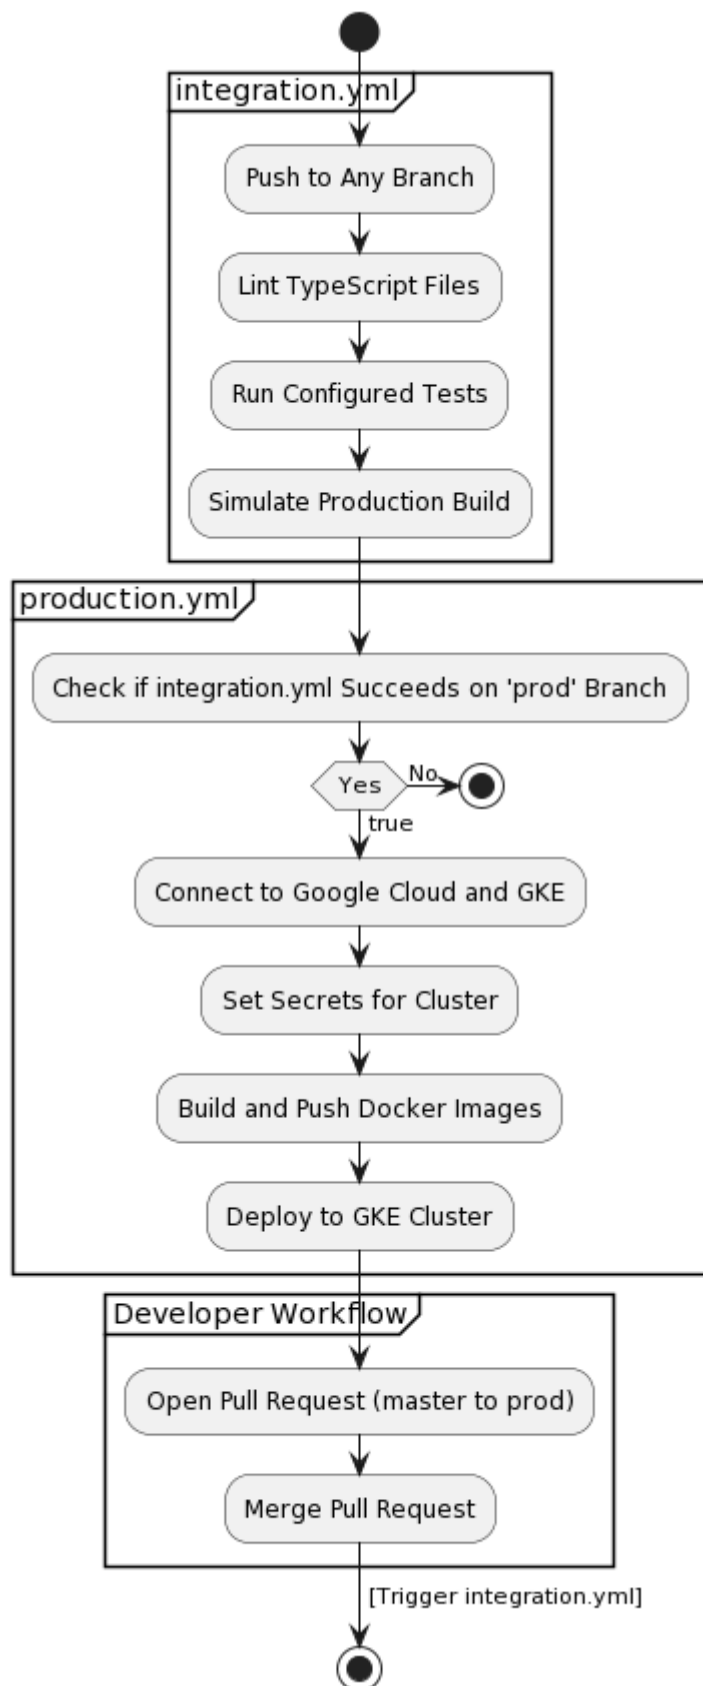 integration.yml
Push to Any Branch
Lint TypeScript Files
Run Configured Tests
Simulate Production Build
production.yml
Check if integration.yml Succeeds on 'prod' Branch
Yes
No
true
Connect to Google Cloud and GKE
Set Secrets for Cluster
Build and Push Docker Images
Deploy to GKE Cluster
Developer Workflow
Open Pull Request (master to prod)
Merge Pull Request
[Trigger integration.yml]